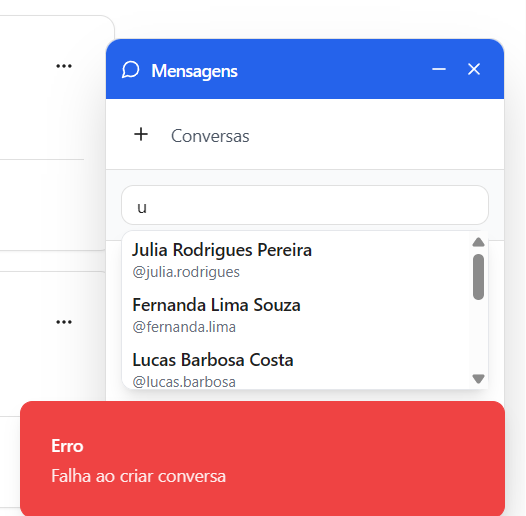 Mensagens
Conversas
u
Julia Rodrigues Pereira
@julia.rodrigues
Fernanda Lima Souza
@fernanda.lima
Lucas Barbosa Costa
@lucas.barbosa
Erro
Falha ao criar conversa